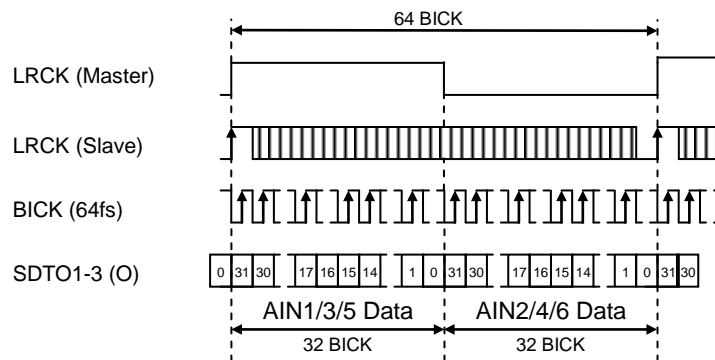 64 BICK
LRCK (Master)
LRCK (Slave)
BICK (64fs)
SDTO1-3 (O) 0 31 30 17 16 15 14 1 0 31 30 17 16 15 14 1 0 31 30
AIN1/3/5 Data AIN2/4/6 Data
32 BICK 32 BICK